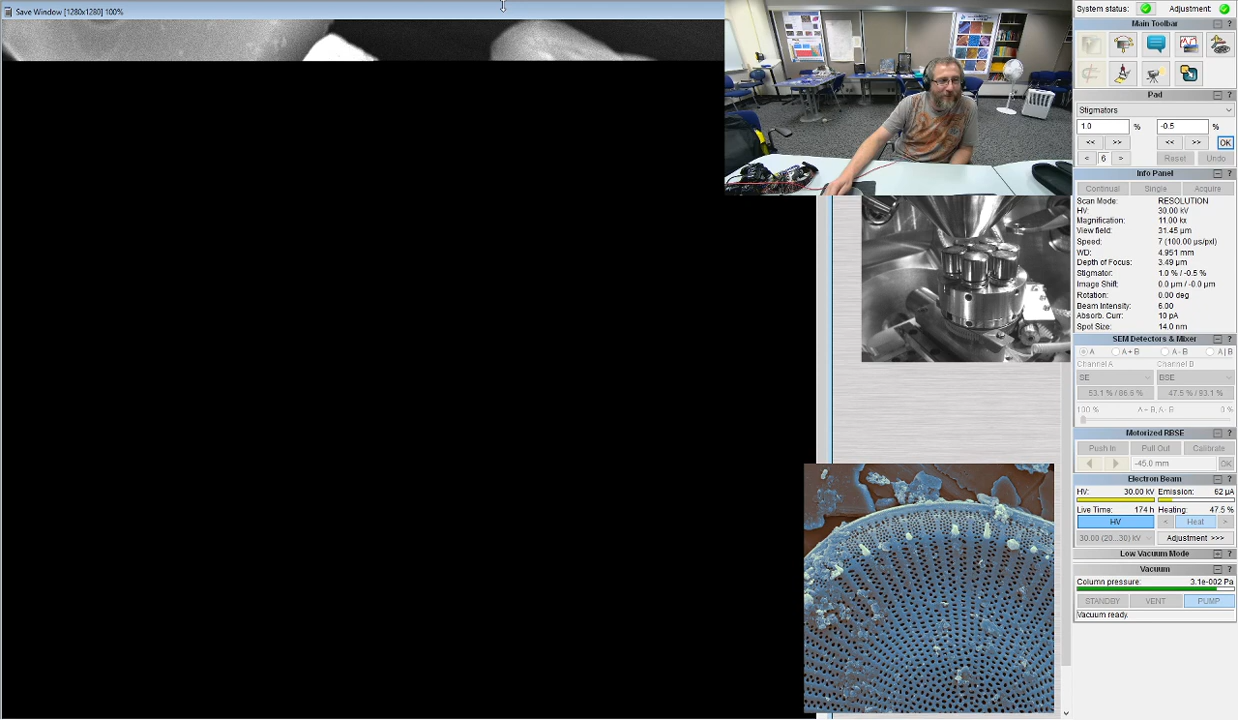 Save Window [1280x1280] 100%
System status: Adjustment:
Main Toolbar
Pad
Stigmators
1.0 % -0.5 %
<< >> << >> OK
< 6 > Reset Undo
Info Panel
Continual Single Acquire
Scan Mode: RESOLUTION
HV: 30.00 kV
Magnification: 11.00 kx
View field: 31.45 µm
Speed: 7 (100.00 µs/pxl)
WD: 4.951 mm
Depth of Focus: 3.49 µm
Stigmator: 1.0 % / -0.5 %
Image Shift: 0.0 µm / -0.0 µm
Rotation: 0.00 deg
Beam Intensity: 6.00
Absorb. Curr: 10 pA
Spot Size: 14.0 nm
SEM Detectors & Mixer
A A + B A - B A | B
Channel A Channel B
SE BSE
53.1 % / 86.6 % 47.5 % / 93.1 %
100 % A - B, A - B 0 %
Motorized RBSE
Push In Pull Out Calibrate
-45.0 mm OK
Electron Beam
HV: 30.00 kV Emission: 62 µA
Live Time: 174 h Heating: 47.5 %
HV < Heat >
30.00 (20...30) kV Adjustment >>>
Low Vacuum Mode
Vacuum
Column pressure: 3.1e-002 Pa
STANDBY VENT PUMP
Vacuum ready.